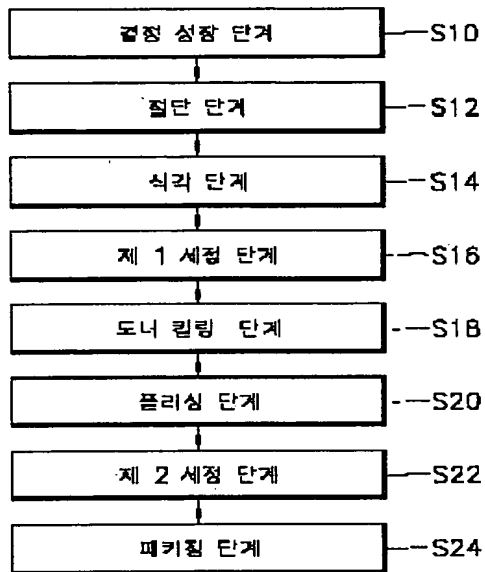 결정 성장 단계 S10
절단 단계 S12
식각 단계 S14
제 1 세정 단계 S16
도너 킬링 단계 S18
폴리싱 단계 S20
제 2 세정 단계 S22
패키징 단계 S24